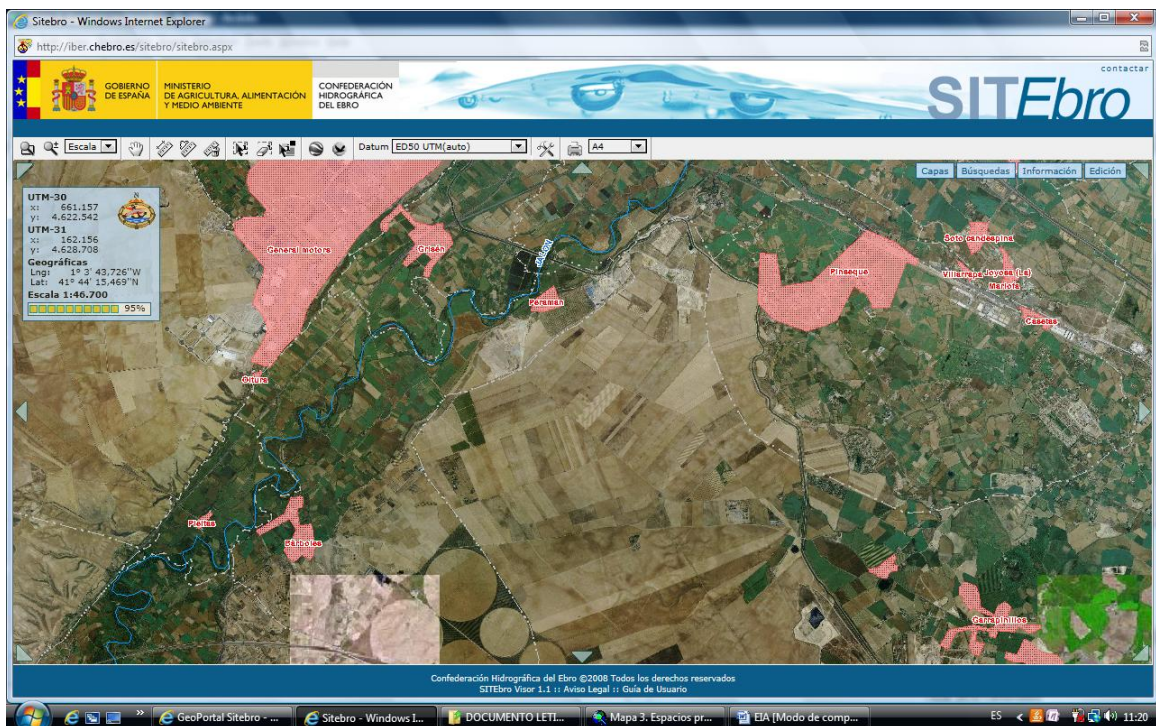 Sitebro - Windows Internet Explorer
http://iber.chebro.es/sitebro/sitebro.aspx
GOBIERNO
DE ESPAÑA
MINISTERIO
DE AGRICULTURA, ALIMENTACIÓN
Y MEDIO AMBIENTE
CONFEDERACIÓN
HIDROGRÁFICA
DEL EBRO
contactar
SITEbro
Escala
Datum ED50 UTM(auto)
A4
Capas Búsquedas Información Edición
UTM-30
x: 661.157
y: 4.622.542
UTM-31
x: 162.156
y: 4.628.708
Geográficas
Lng: 1º 3' 43,726"W
Lat: 41º 44' 15,469"N
Escala 1:46.700
95%
N
General motors
Grisén
JALÓN
Peramán
Pinseque
Soto candespina
Villarrapa Joyosa (La)
Marlofa
Casetas
Oitura
Pleitas
Bárboles
Garrapinillos
Confederación Hidrográfica del Ebro ©2008 Todos los derechos reservados
SITEbro Visor 1.1 :: Aviso Legal :: Guía de Usuario
GeoPortal Sitebro - ...
Sitebro - Windows I...
DOCUMENTO LETI...
Mapa 3. Espacios pr...
EIA [Modo de comp...
ES
11:20